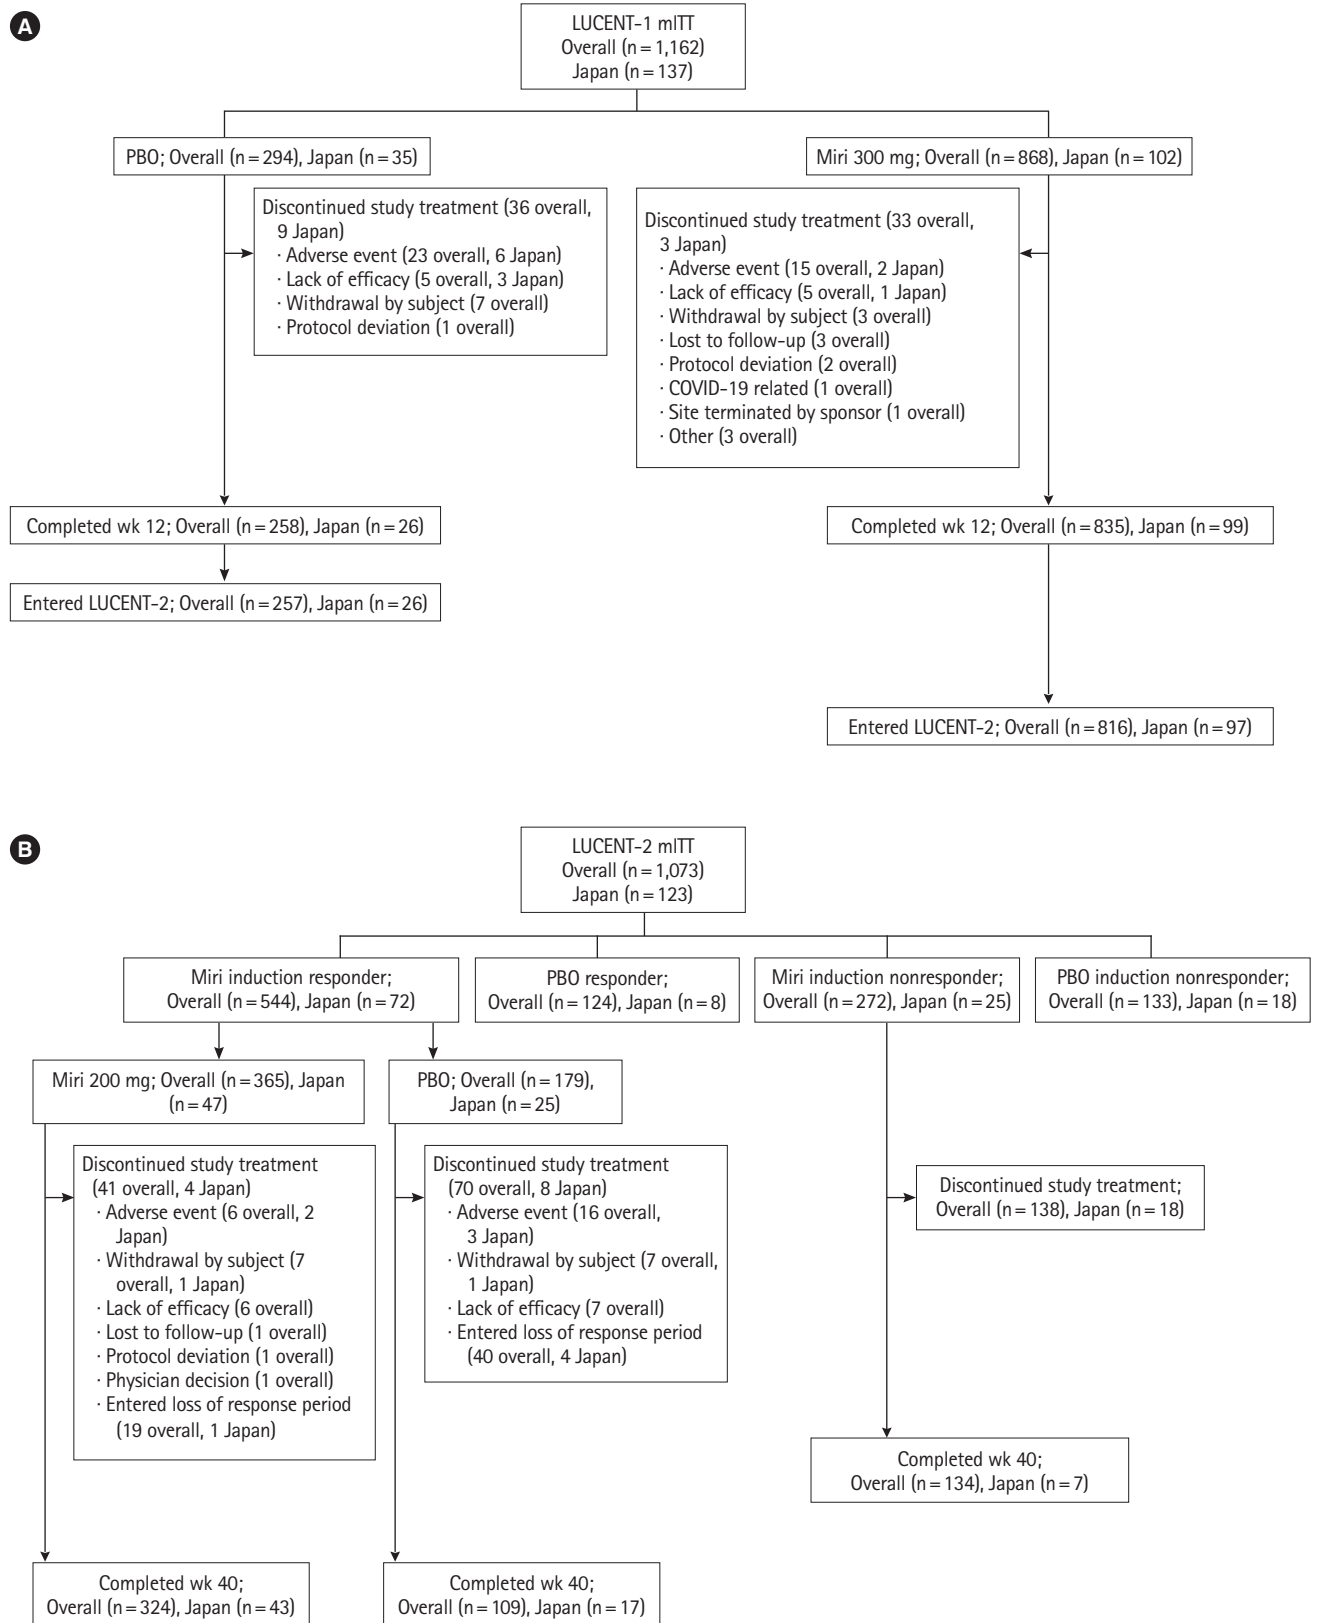 A
LUCENT-1 mITT
Overall (n=1,162)
Japan (n=137)
PBO; Overall (n=294), Japan (n=35)
Miri 300 mg; Overall (n=868), Japan (n=102)
Discontinued study treatment (36 overall,
9 Japan)
· Adverse event (23 overall, 6 Japan)
· Lack of efficacy (5 overall, 3 Japan)
· Withdrawal by subject (7 overall)
· Protocol deviation (1 overall)
Discontinued study treatment (33 overall,
3 Japan)
· Adverse event (15 overall, 2 Japan)
· Lack of efficacy (5 overall, 1 Japan)
· Withdrawal by subject (3 overall)
· Lost to follow-up (3 overall)
· Protocol deviation (2 overall)
· COVID-19 related (1 overall)
· Site terminated by sponsor (1 overall)
· Other (3 overall)
Completed wk 12; Overall (n=258), Japan (n=26)
Completed wk 12; Overall (n=835), Japan (n=99)
Entered LUCENT-2; Overall (n=257), Japan (n=26)
Entered LUCENT-2; Overall (n=816), Japan (n=97)
B
LUCENT-2 mITT
Overall (n=1,073)
Japan (n=123)
Miri induction responder;
Overall (n=544), Japan (n=72)
PBO responder;
Overall (n=124), Japan (n=8)
Miri induction nonresponder;
Overall (n=272), Japan (n=25)
PBO induction nonresponder;
Overall (n=133), Japan (n=18)
Miri 200 mg; Overall (n=365), Japan
(n=47)
PBO; Overall (n=179),
Japan (n=25)
Discontinued study treatment
(41 overall, 4 Japan)
· Adverse event (6 overall, 2
Japan)
· Withdrawal by subject (7
overall, 1 Japan)
· Lack of efficacy (6 overall)
· Lost to follow-up (1 overall)
· Protocol deviation (1 overall)
· Physician decision (1 overall)
· Entered loss of response period
(19 overall, 1 Japan)
Discontinued study treatment
(70 overall, 8 Japan)
· Adverse event (16 overall,
3 Japan)
· Withdrawal by subject (7 overall,
1 Japan)
· Lack of efficacy (7 overall)
· Entered loss of response period
(40 overall, 4 Japan)
Discontinued study treatment;
Overall (n=138), Japan (n=18)
Completed wk 40;
Overall (n=134), Japan (n=7)
Completed wk 40;
Overall (n=324), Japan (n=43)
Completed wk 40;
Overall (n=109), Japan (n=17)